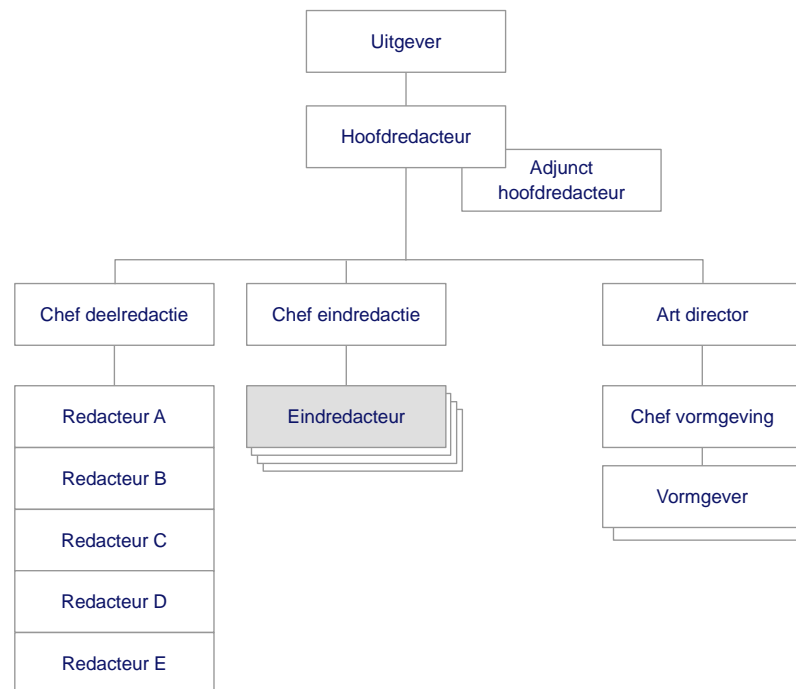 Uitgever
Hoofdredacteur
Adjunct
hoofdredacteur
Chef deelredactie
Chef eindredactie
Art director
Redacteur A
Eindredacteur
Chef vormgeving
Redacteur B
Vormgever
Redacteur C
Redacteur D
Redacteur E